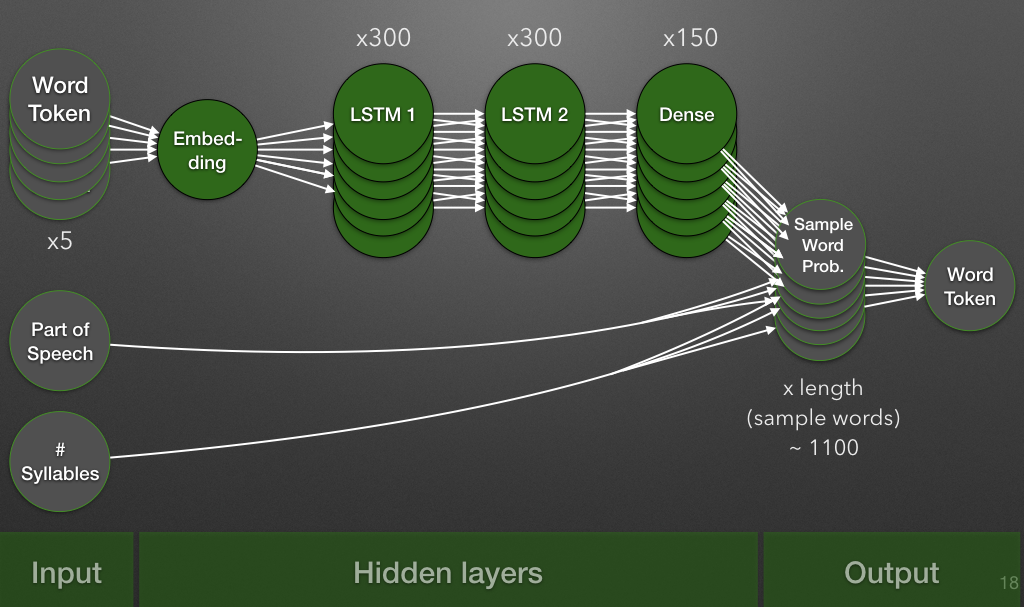 x300
x300
x150
Word
Token
Embed-
ding
LSTM 1
LSTM 2
Dense
x5
Sample
Word
Prob.
Word
Token
Part of
Speech
x length
(sample words)
~ 1100
#
Syllables
Input
Hidden layers
Output
18